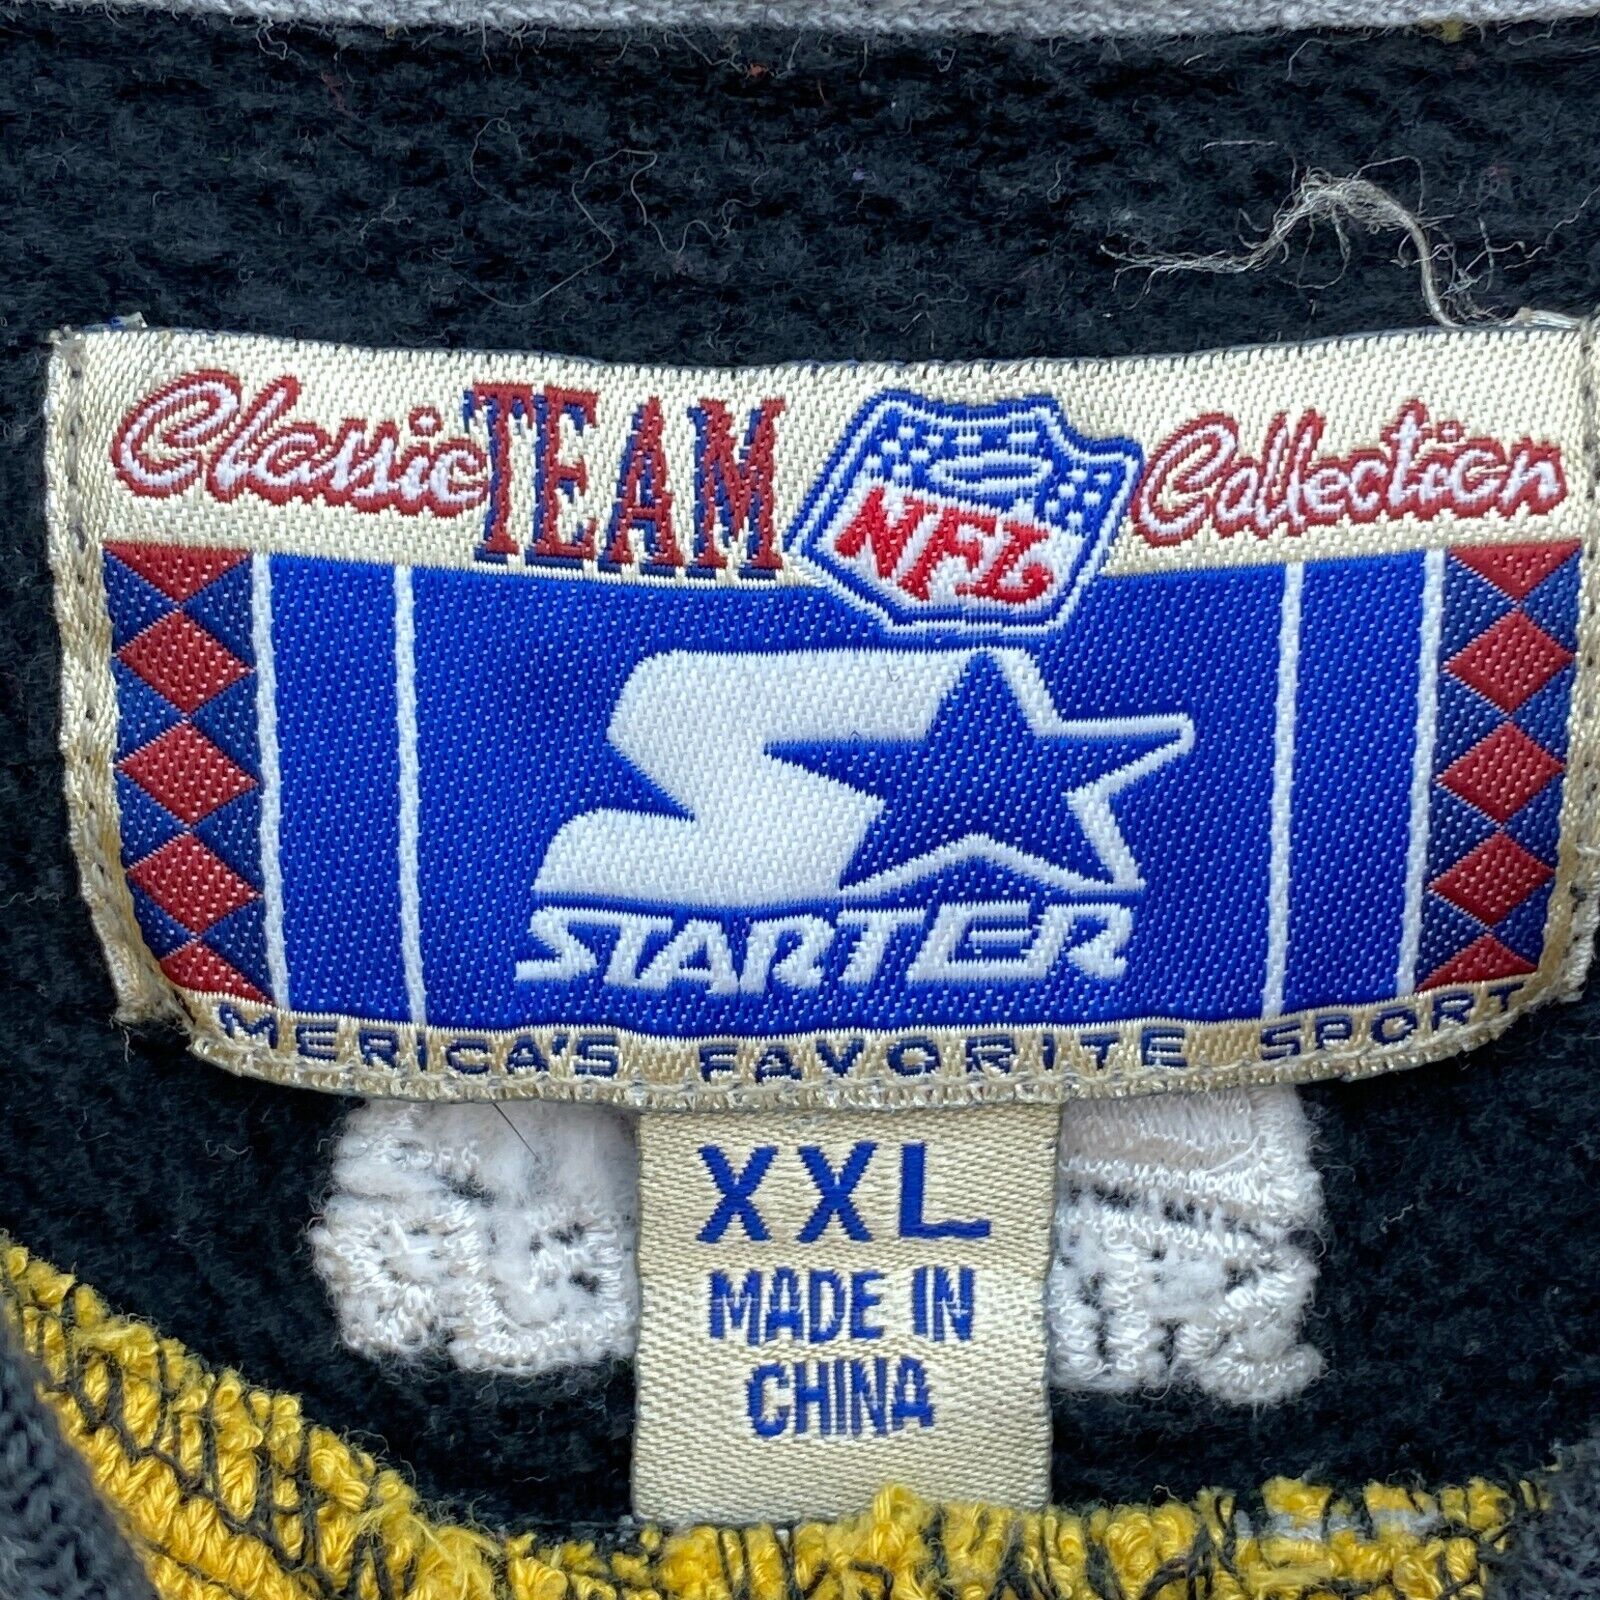 Classic TEAM NFL Collection
STARTER
MERICA'S FAVORITE SPORT
XXL
MADE IN
CHINA